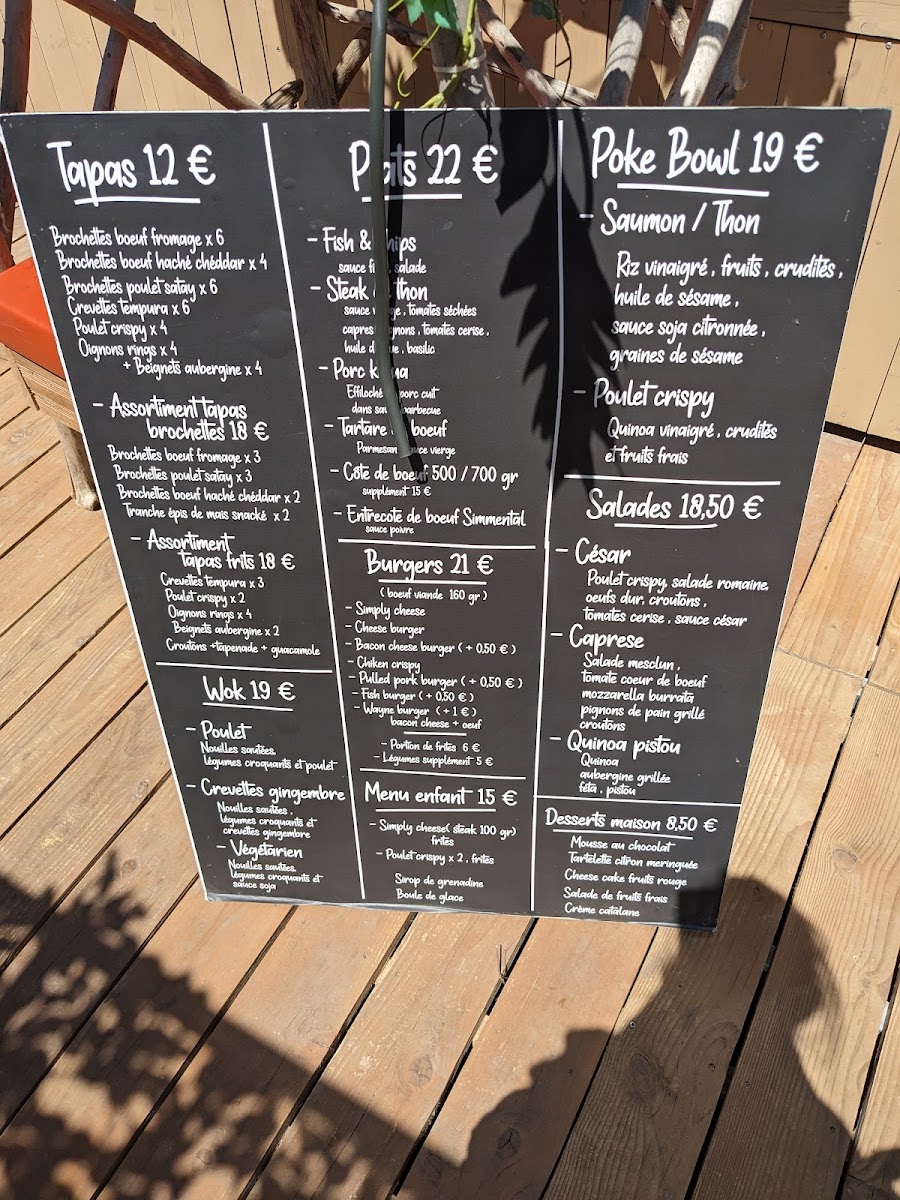 Tapas 12 €
Brochettes boeuf fromage x 6
Brochettes boeuf haché chéddar x 4
Brochettes poulet satay x 6
Crevettes tempura x 6
Poulet crispy x 4
Oignons rings x 4
+ Beignets aubergine x 4
- Assortiment tapas
brochettes 18 €
Brochettes boeuf fromage x 3
Brochettes poulet satay x 3
Brochettes boeuf haché chéddar x 2
Tranche épis de mais snacké x 2
- Assortiment
tapas frits 18 €
Crevettes tempura x 3
Poulet crispy x 2
Oignons rings x 4
Beignets aubergine x 2
Croutons +tapenade + guacamole
Wok 19 €
- Poulet
Nouilles sautées,
légumes croquants et poulet
- Crevettes gingembre
Nouilles sautées ,
légumes croquants et
crevettes gingembre
- Végétarien
Nouilles sautées,
légumes croquants et
sauce soja
Plats 22 €
- Fish & chips
sauce salade
- Steak thon
sauce tomates séchées
capres tomates cerise ,
huile basilic
- Porc
Effiloché porc cuit
dans barbecue
- Tartare boeuf
Parmesan sauce vierge
- Côte de boeuf 500 / 700 gr
supplément 15 €
- Entrecote de boeuf Simmental
sauce poivre
Burgers 21 €
( boeuf viande 160 gr )
- Simply cheese
- Cheese burger
- Bacon cheese burger ( + 0,50 € )
- Chiken crispy
- Pulled pork burger ( + 0,50 € )
- Fish burger ( + 0,50 € )
- Wayne burger ( + 1 € )
bacon cheese + oeuf
- Portion de frites 6 €
- Légumes supplément 5 €
Menu enfant 15 €
- Simply cheese( steak 100 gr)
frites
- Poulet crispy x 2 , frites
Sirop de grenadine
Boule de glace
Poke Bowl 19 €
- Saumon / Thon
Riz vinaigré , fruits , crudités ,
huile de sésame ,
sauce soja citronnée ,
graines de sésame
- Poulet crispy
Quinoa vinaigré , crudités
et fruits frais
Salades 18,50 €
- César
Poulet crispy, salade romaine,
oeufs dur, croutons ,
tomates cerise , sauce césar
- Caprese
Salade mesclun ,
tomate coeur de boeuf
mozzarella burrata
pignons de pain grillé
croutons
- Quinoa pistou
Quinoa
aubergine grillée
féta , pistou
Desserts maison 8,50 €
Mousse au chocolat
Tartelette citron meringuée
Cheese cake fruits rouge
Salade de fruits frais
Crème catalane